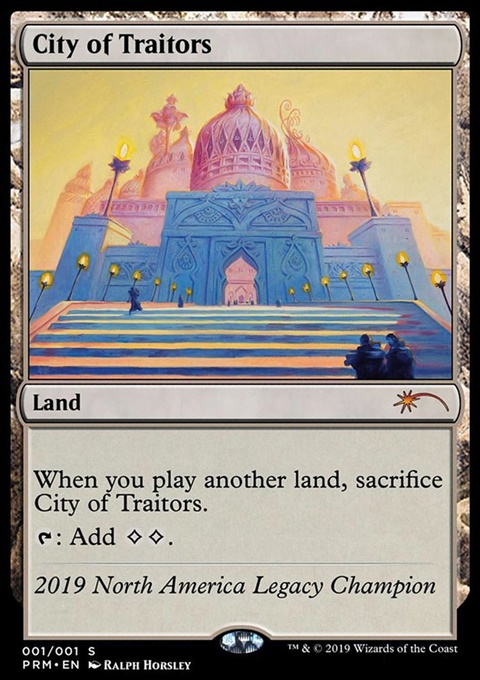 City of Traitors
Land
When you play another land, sacrifice
City of Traitors.
: Add ◇◇.
2019 North America Legacy Champion
001/001 S
PRM • EN RALPH HORSLEY
™ & © 2019 Wizards of the Coast